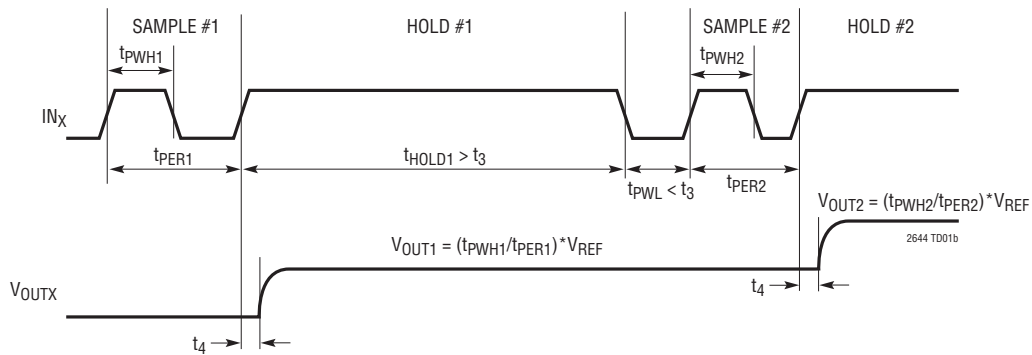 SAMPLE #1
HOLD #1
SAMPLE #2
HOLD #2
tPWH1
tPWH2
INX
tPER1
tHOLD1 > t3
tPWL < t3
tPER2
VOUT2 = (tPWH2/tPER2)*VREF
2644 TD01b
VOUT1 = (tPWH1/tPER1)*VREF
t4
VOUTX
t4